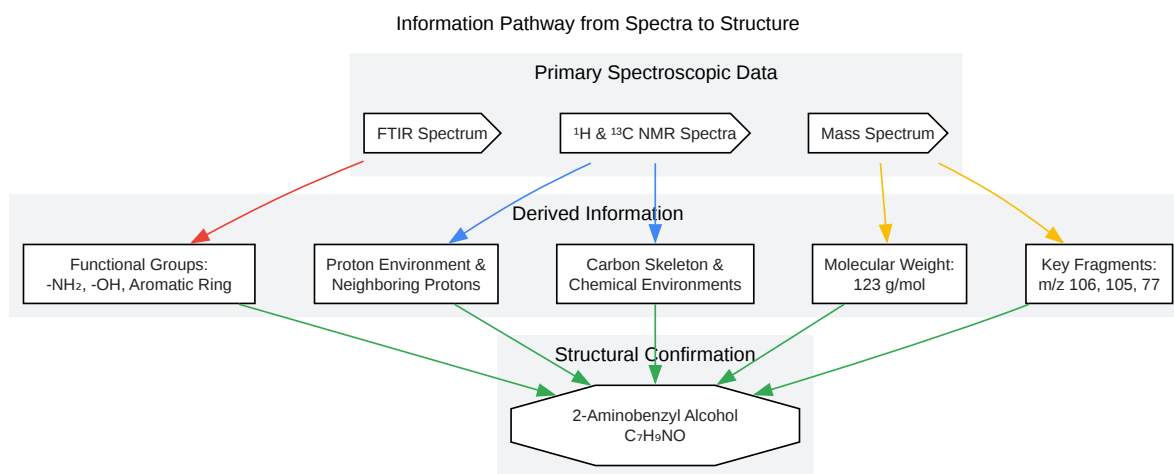 Information Pathway from Spectra to Structure
Primary Spectroscopic Data
FTIR Spectrum
¹H & ¹³C NMR Spectra
Mass Spectrum
Derived Information
Functional Groups:
-NH₂, -OH, Aromatic Ring
Proton Environment &
Neighboring Protons
Carbon Skeleton &
Chemical Environments
Molecular Weight:
123 g/mol
Key Fragments:
m/z 106, 105, 77
Structural Confirmation
2-Aminobenzyl Alcohol
C₇H₉NO